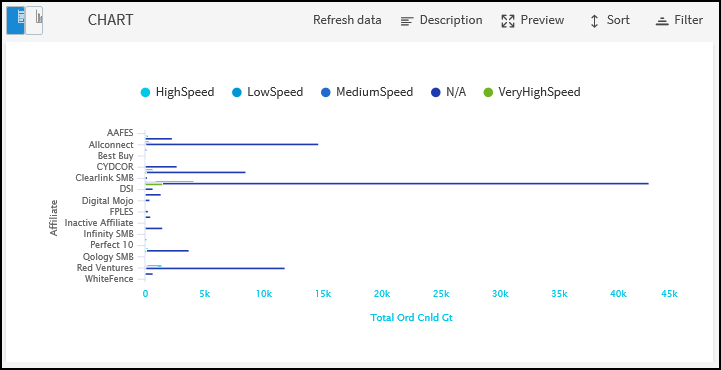 CHART
Refresh data
Description
Preview
Sort
Filter
HighSpeed
LowSpeed
MediumSpeed
N/A
VeryHighSpeed
AAFES
Allconnect
Best Buy
CYDCOR
Clearlink SMB
DSI
Digital Mojo
FPLES
Inactive Affiliate
Infinity SMB
Perfect 10
Qology SMB
Red Ventures
WhiteFence
Affiliate
0 5k 10k 15k 20k 25k 30k 35k 40k 45k
Total Ord Cnld Gt